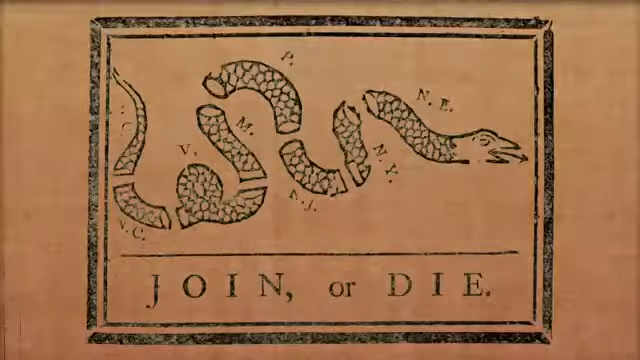 P.
N. E.
M.
V.
N. Y.
N. J.
N. C.
JOIN, or DIE.